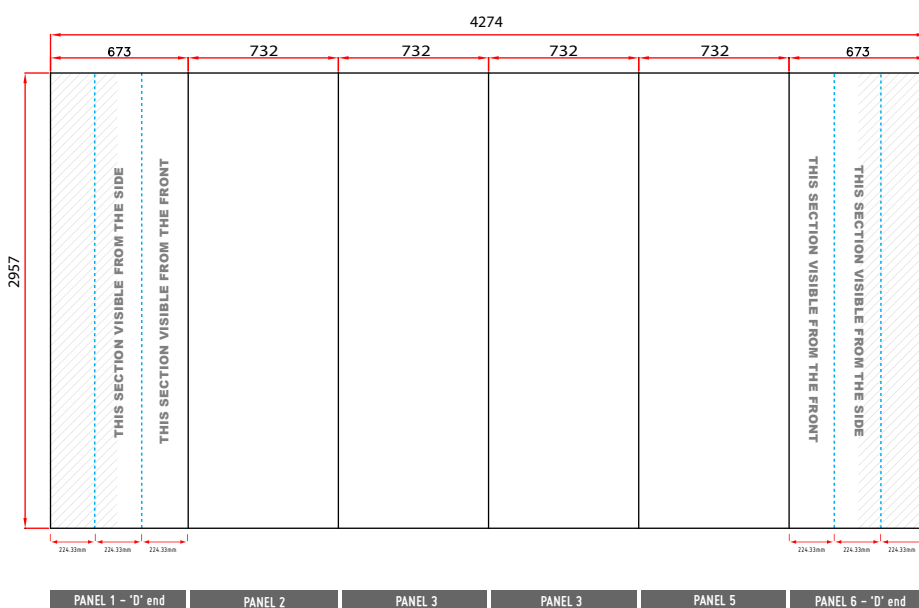 4274
673 732 732 732 732 673
2957
THIS SECTION VISIBLE FROM THE SIDE
THIS SECTION VISIBLE FROM THE FRONT
THIS SECTION VISIBLE FROM THE FRONT
THIS SECTION VISIBLE FROM THE SIDE
224.33mm 224.33mm 224.33mm 224.33mm 224.33mm 224.33mm
PANEL 1 - 'D' end PANEL 2 PANEL 3 PANEL 3 PANEL 5 PANEL 6 - 'D' end